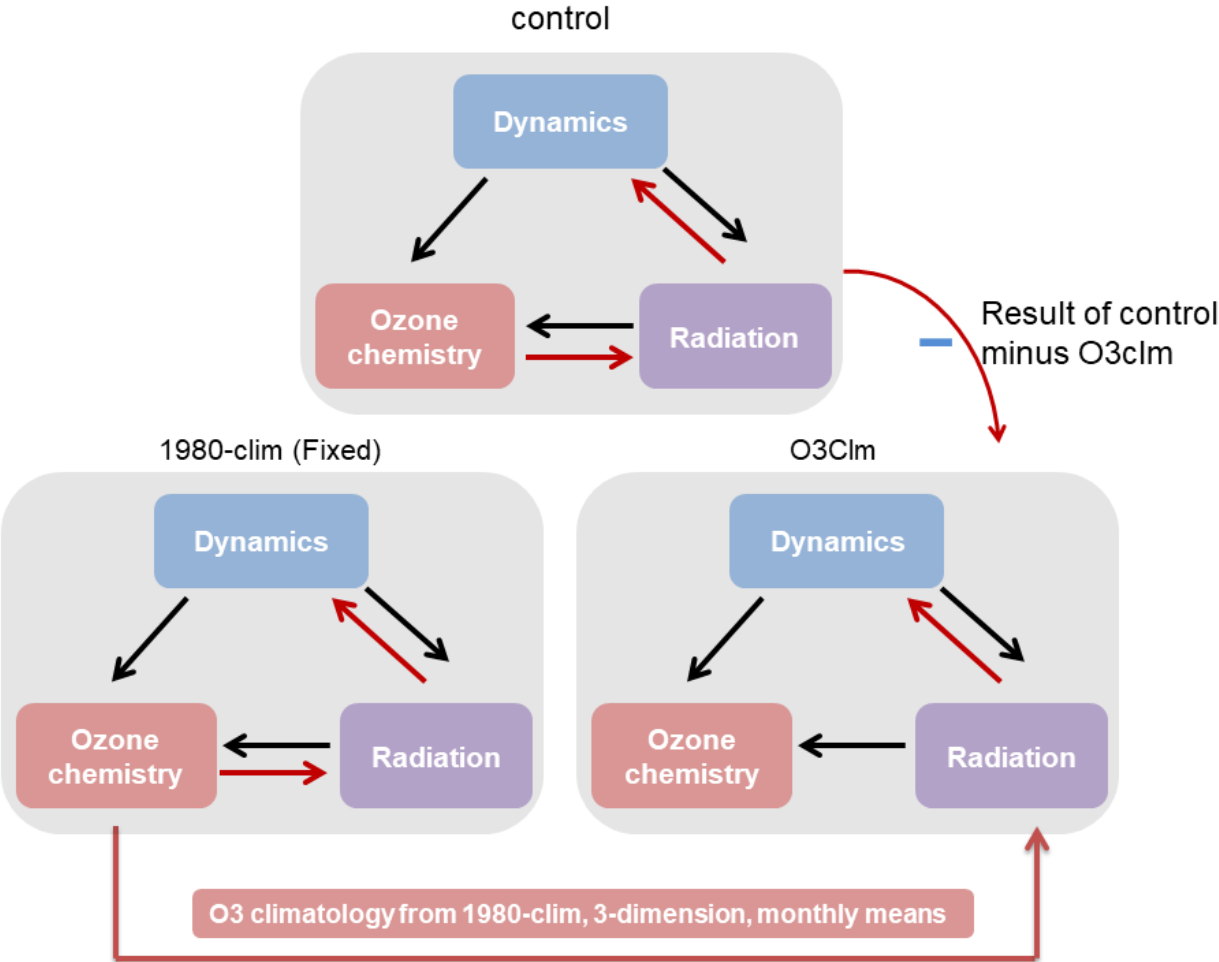 control
Dynamics
Ozone
chemistry
Radiation
Result of control
minus O3clm
1980-clim (Fixed)
Dynamics
Ozone
chemistry
Radiation
O3Clm
Dynamics
Ozone
chemistry
Radiation
O3 climatology from 1980-clim, 3-dimension, monthly means